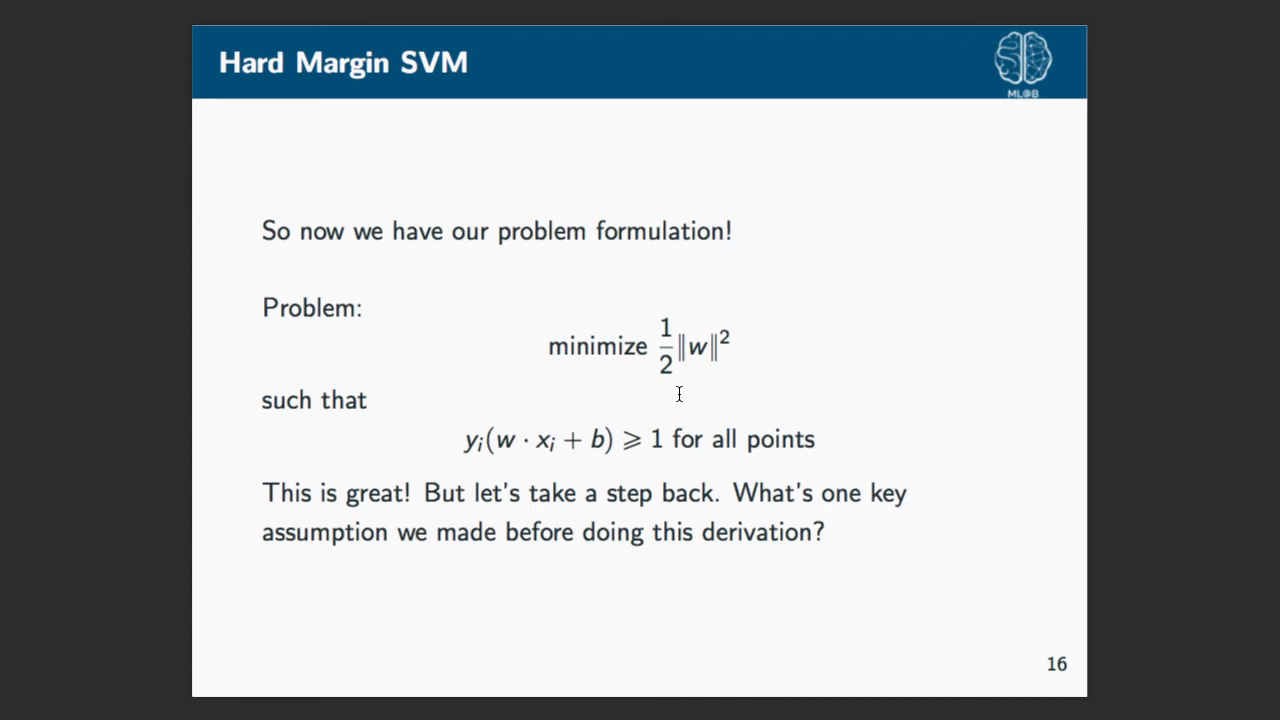 Hard Margin SVM
ML@B
So now we have our problem formulation!
Problem:
minimize \frac{1}{2}‖w‖²
such that
yᵢ(w · xᵢ + b) ⩾ 1 for all points
This is great! But let's take a step back. What's one key
assumption we made before doing this derivation?
16